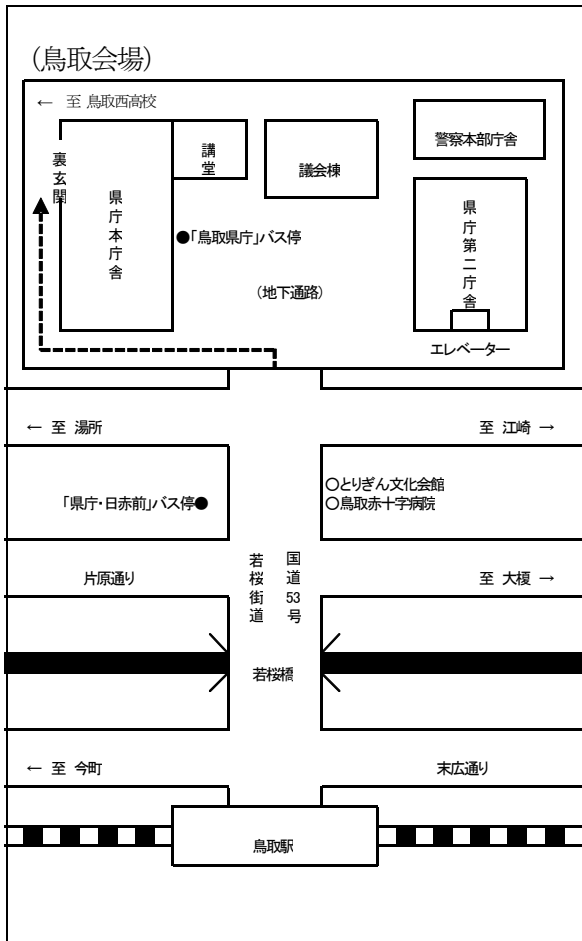 (鳥取会場)
← 至 鳥取西高校
裏玄関
県庁本庁舎
講堂
議会棟
警察本部庁舎
県庁第二庁舎
●「鳥取県庁」バス停
(地下通路)
エレベーター
← 至 湯所
至 江崎 →
「県庁・日赤前」バス停●
○とりぎん文化会館
○鳥取赤十字病院
片原通り
若桜街道
国道53号
至 大榎 →
若桜橋
← 至 今町
末広通り
鳥取駅